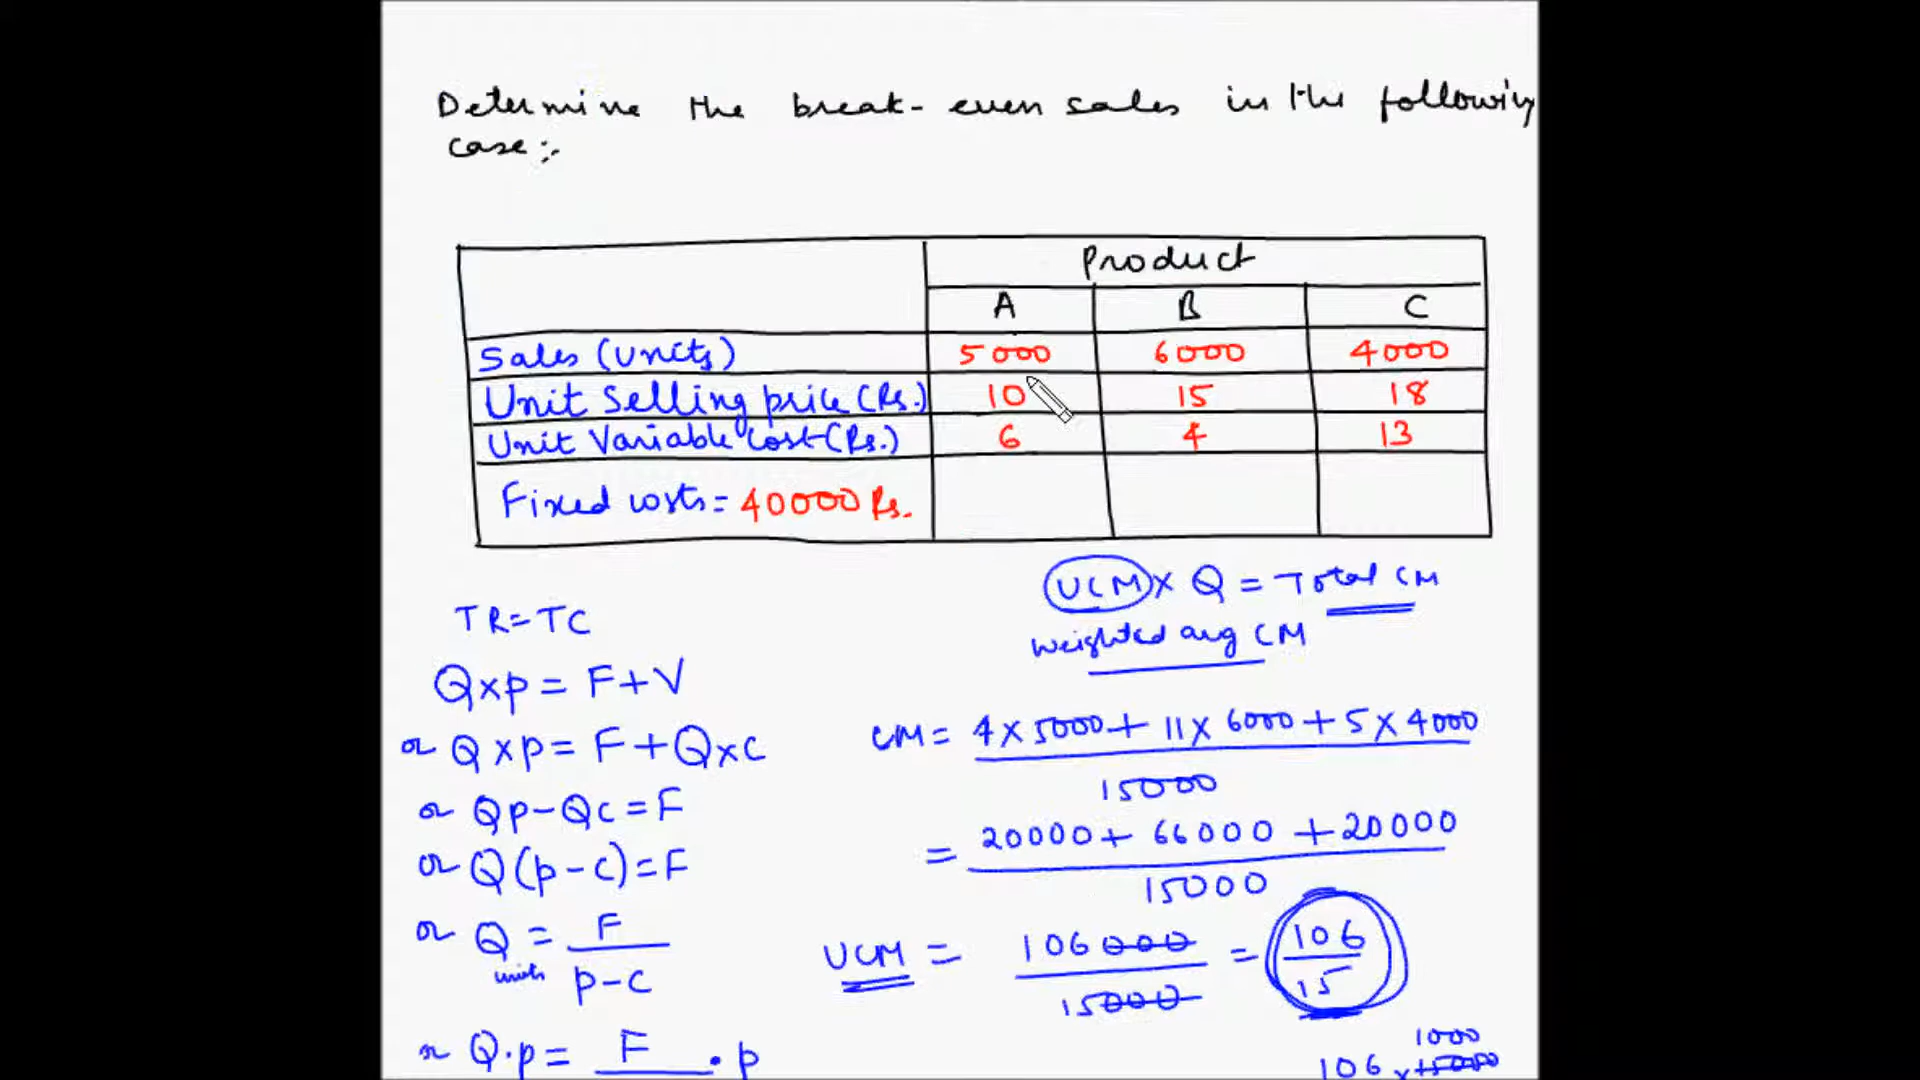 Determine the break-even sales in the following
case:-
Product
A B C
Sales (Units) 5000 6000 4000
Unit Selling price (Rs.) 10 15 18
Unit Variable Cost (Rs.) 6 4 13
Fixed costs = 40000 Rs.
UCM × Q = Total CM
weighted avg CM
TR = TC
Q×p = F+V
or Q×p = F+Q×c
or Qp-Qc = F
or Q(p-c) = F
or Q = F / p-c
units
or Q.p = F . p
CM = 4×5000 + 11×6000 + 5×4000
15000
= 20000 + 66000 + 20000
15000
UCM = 106000 / 15000 = 106 / 15
1000
106 × 15000